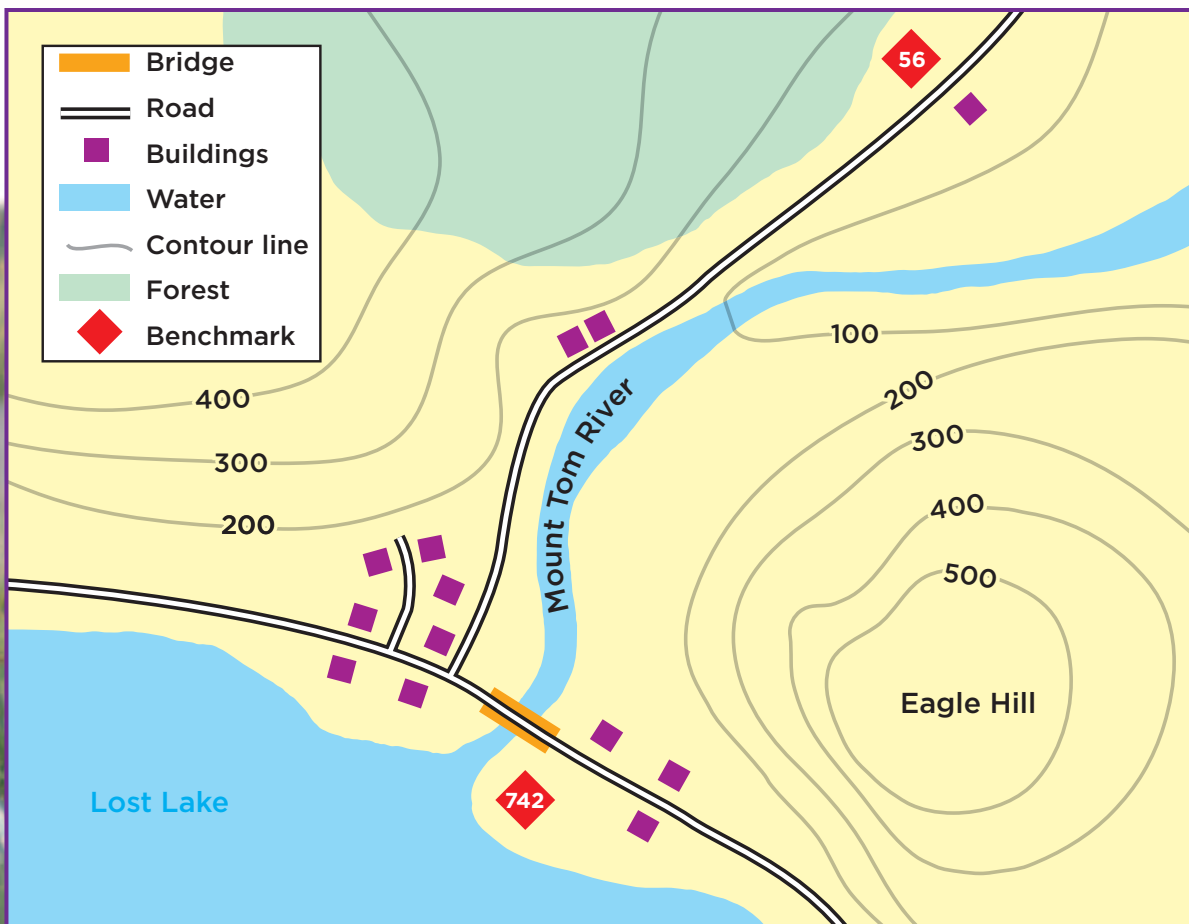 Bridge
Road
Buildings
Water
Contour line
Forest
Benchmark
56
100
200
300
400
500
400
300
200
Mount Tom River
Eagle Hill
742
Lost Lake